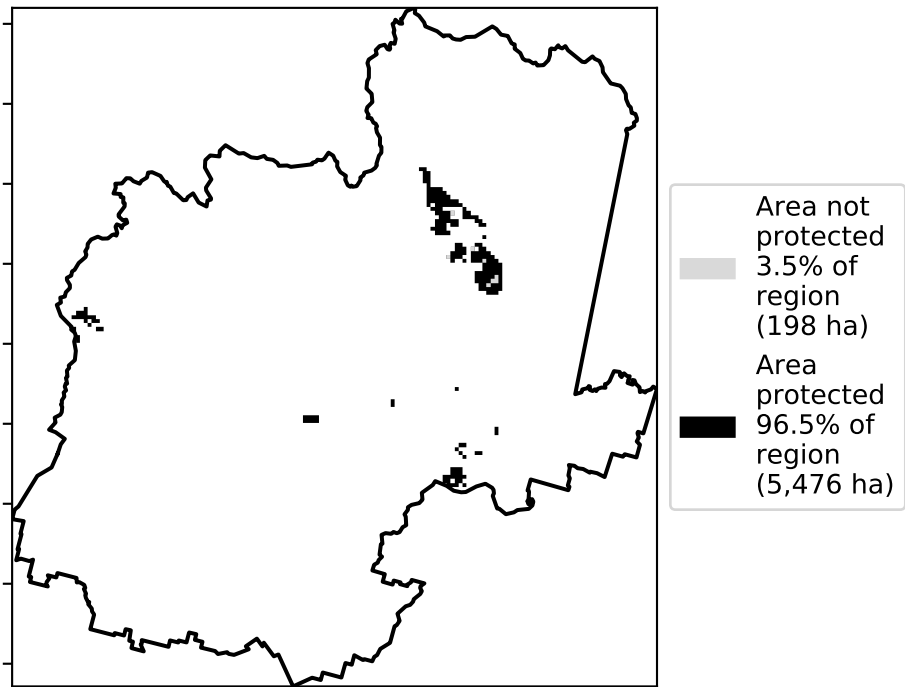 Area not
protected
3.5% of
region
(198 ha)
Area
protected
96.5% of
region
(5,476 ha)